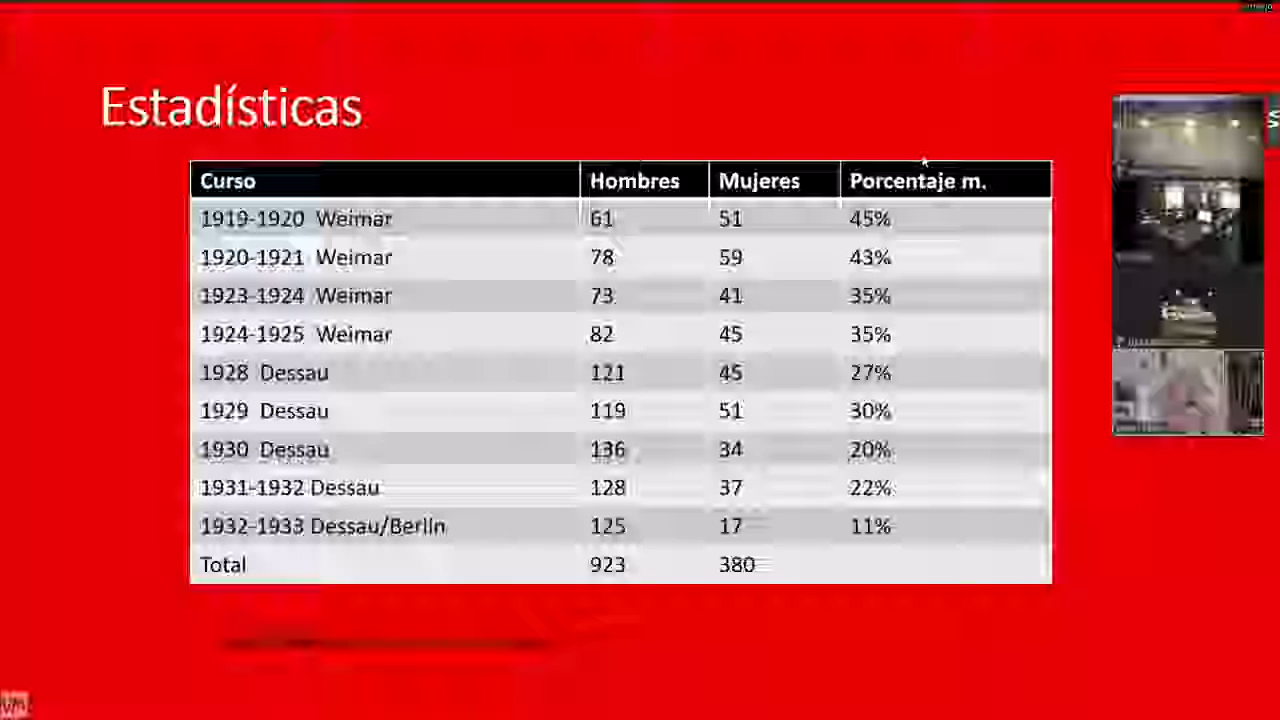 Estadísticas
Curso Hombres Mujeres Porcentaje m.
1919-1920 Weimar 61 51 45%
1920-1921 Weimar 78 59 43%
1923-1924 Weimar 73 41 35%
1924-1925 Weimar 82 45 35%
1928 Dessau 121 45 27%
1929 Dessau 119 51 30%
1930 Dessau 136 34 20%
1931-1932 Dessau 128 37 22%
1932-1933 Dessau/Berlín 125 17 11%
Total 923 380